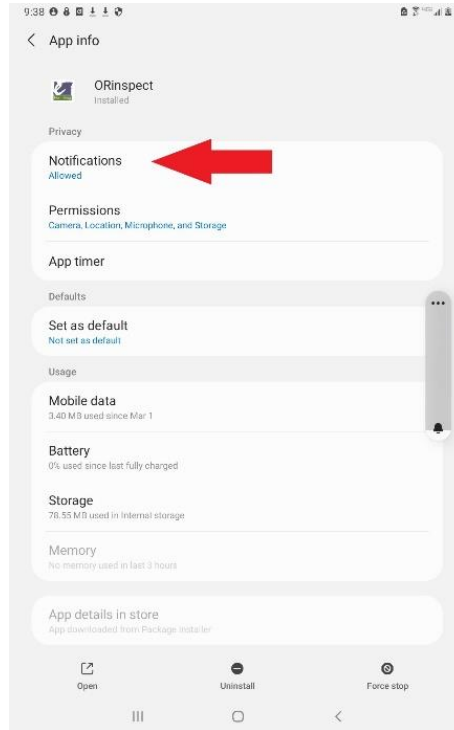 9:38
App info
ORinspect
Installed
Privacy
Notifications
Allowed
Permissions
Camera, Location, Microphone, and Storage
App timer
Defaults
Set as default
Not set as default
Usage
Mobile data
3.40 MB used since Mar 1
Battery
0% used since last fully charged
Storage
78.55 MB used in Internal storage
Memory
No memory used in last 3 hours
App details in store
App downloaded from Package installer
Open
Uninstall
Force stop